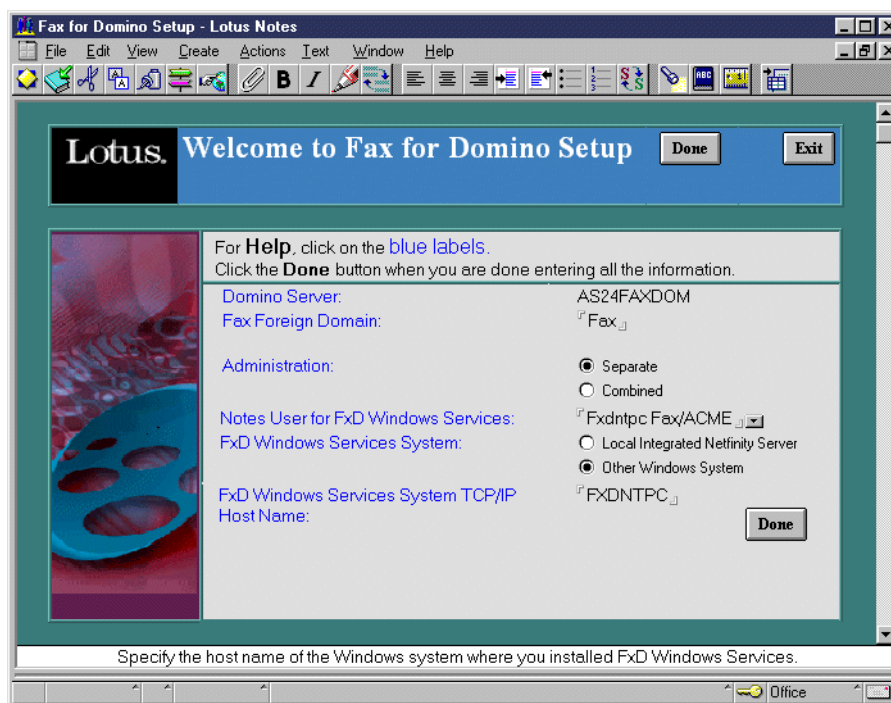 Fax for Domino Setup - Lotus Notes
File Edit View Create Actions Text Window Help
Lotus. Welcome to Fax for Domino Setup Done Exit
For Help, click on the blue labels.
Click the Done button when you are done entering all the information.
Domino Server: AS24FAXDOM
Fax Foreign Domain: Fax
Administration: Separate
Combined
Notes User for FxD Windows Services: Fxdntpc Fax/ACME
FxD Windows Services System: Local Integrated Netfinity Server
Other Windows System
FxD Windows Services System TCP/IP FXDNTPC
Host Name:
Done
Specify the host name of the Windows system where you installed FxD Windows Services.
Office